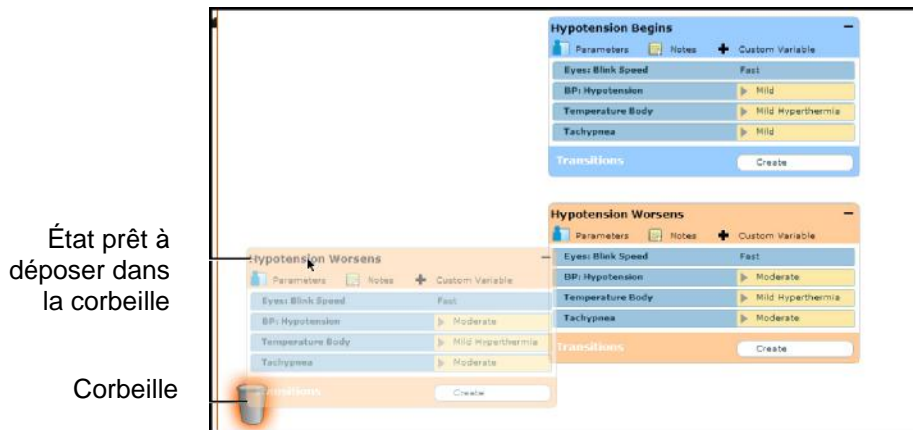 Hypotension Begins
Parameters Notes Custom Variable
Eyes: Blink Speed Fast
BP: Hypotension Mild
Temperature Body Mild Hyperthermia
Tachypnea Mild
Transitions Create
Hypotension Worsens
Parameters Notes Custom Variable
Eyes: Blink Speed Fast
BP: Hypotension Moderate
Temperature Body Mild Hyperthermia
Tachypnea Moderate
Transitions Create
État prêt à
déposer dans
la corbeille
Hypotension Worsens
Parameters Notes Custom Variable
Eyes: Blink Speed Fast
BP: Hypotension Moderate
Temperature Body Mild Hyperthermia
Tachypnea Moderate
Transitions Create
Corbeille